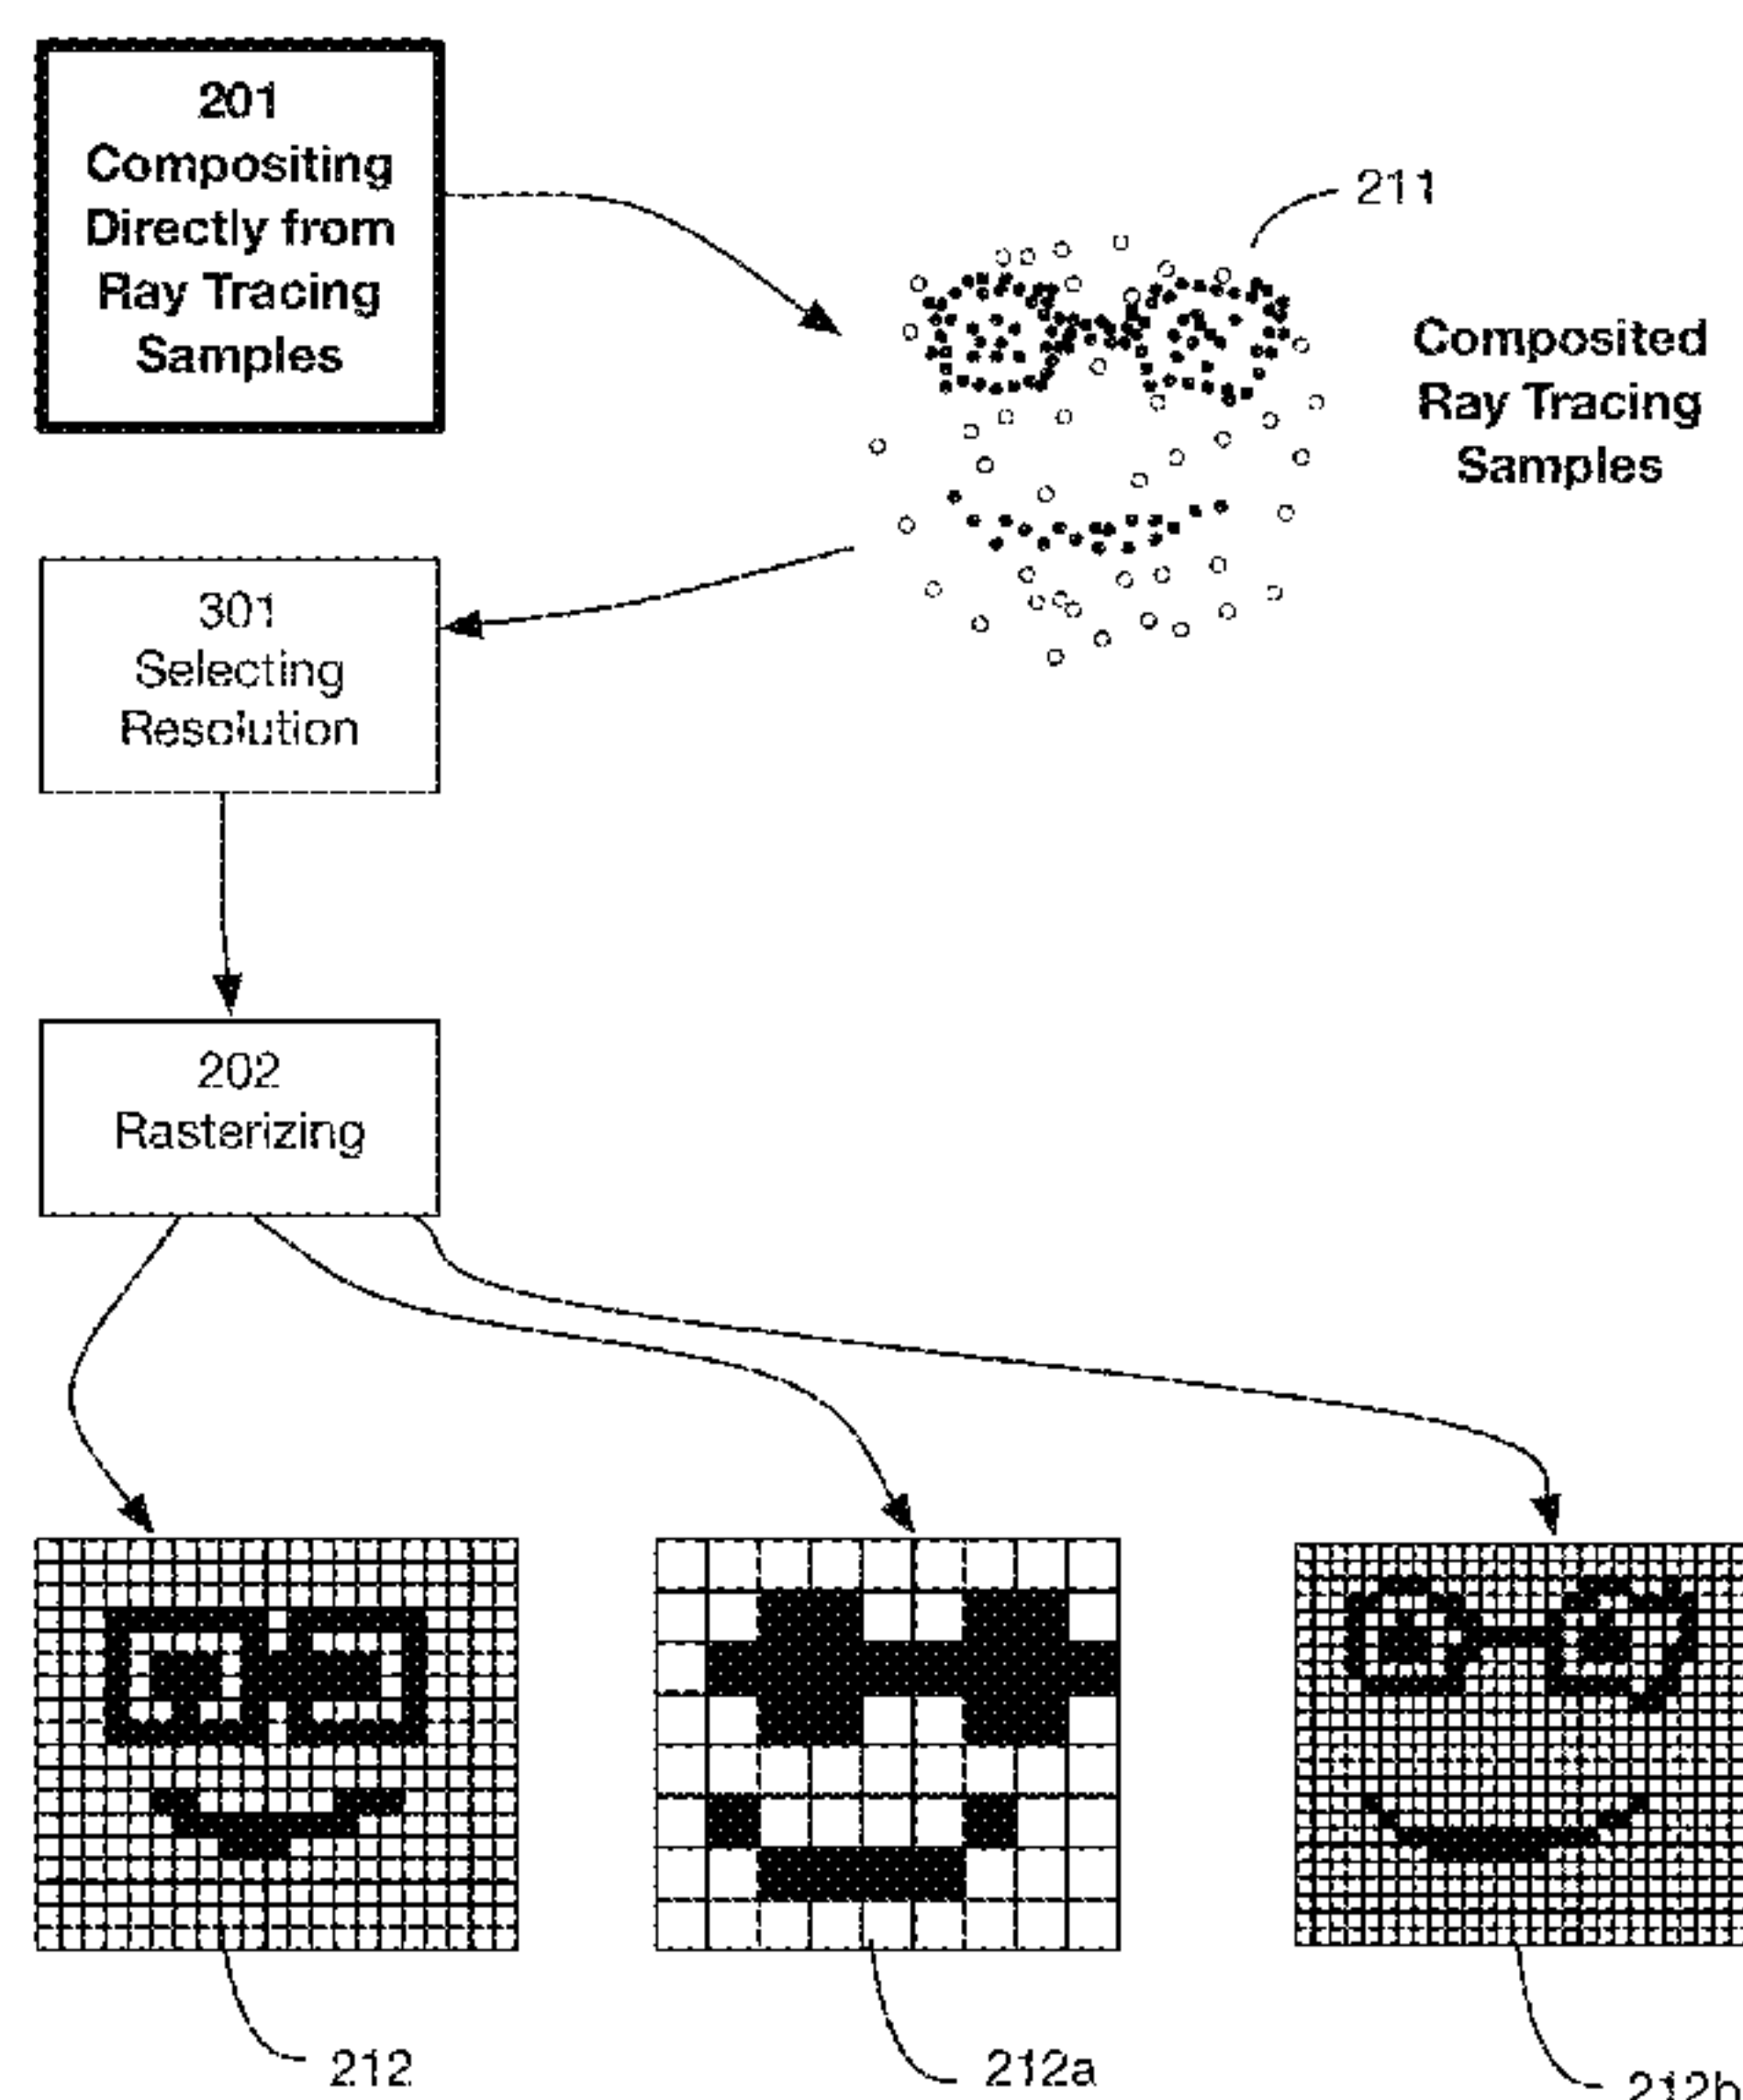 201
Compositing
Directly from
Ray Tracing
Samples
211
Composited
Ray Tracing
Samples
301
Selecting
Resolution
202
Rasterizing
212
212a
212b